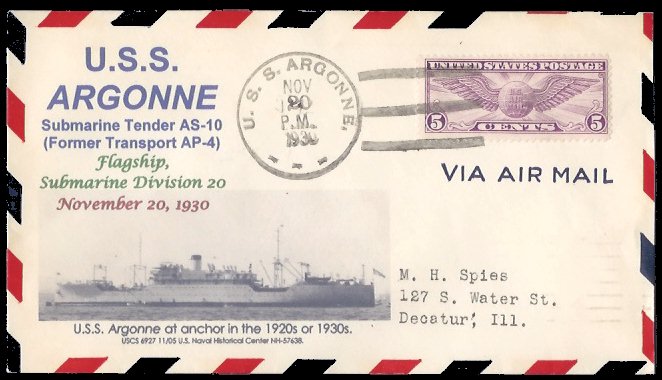 U.S.S.
ARGONNE
Submarine Tender AS-10
(Former Transport AP-4)
Flagship,
Submarine Division 20
November 20, 1930
U.S.S. Argonne at anchor in the 1920s or 1930s.
USCS 6927 11/05 U.S. Naval Historical Center NH-57638.
U. S. S. ARGONNE,
NOV
20
P.M.
1930
UNITED STATES POSTAGE
5 CENTS 5
VIA AIR MAIL
M. H. Spies
127 S. Water St.
Decatur, Ill.